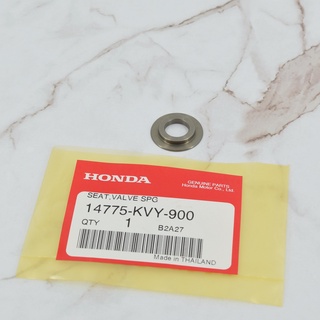 HONDA
GENUINE PARTS
Honda Motor Co., Ltd.
SEAT,VALVE SPG
14775-KVY-900
QTY 1 B2A27
Made in THAILAND